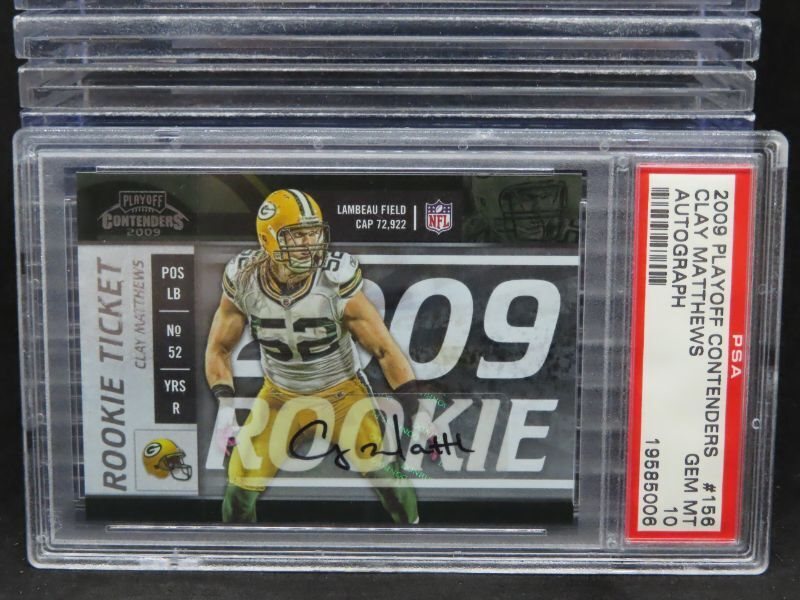 PLAYOFF
CONTENDERS
2009
LAMBEAU FIELD
CAP 72,922
NFL
ROOKIE TICKET
CLAY MATTHEWS
POS
LB
Nº
52
YRS
R
G
52
52
2009
ROOKIE
2009 PLAYOFF CONTENDERS #156
CLAY MATTHEWS GEM MT
AUTOGRAPH 10
19585006
PSA